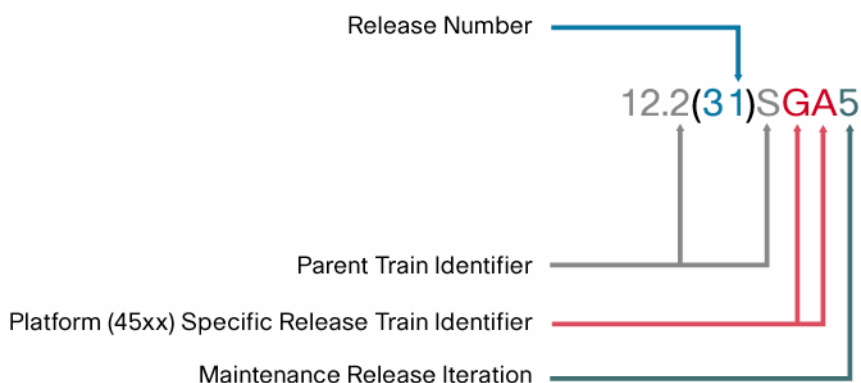 Release Number
12.2(31)SGA5
Parent Train Identifier
Platform (45xx) Specific Release Train Identifier
Maintenance Release Iteration